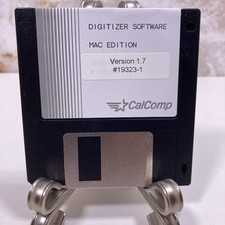 DIGITIZER SOFTWARE
MAC EDITION
Version 1.7
#19323-1
CalComp